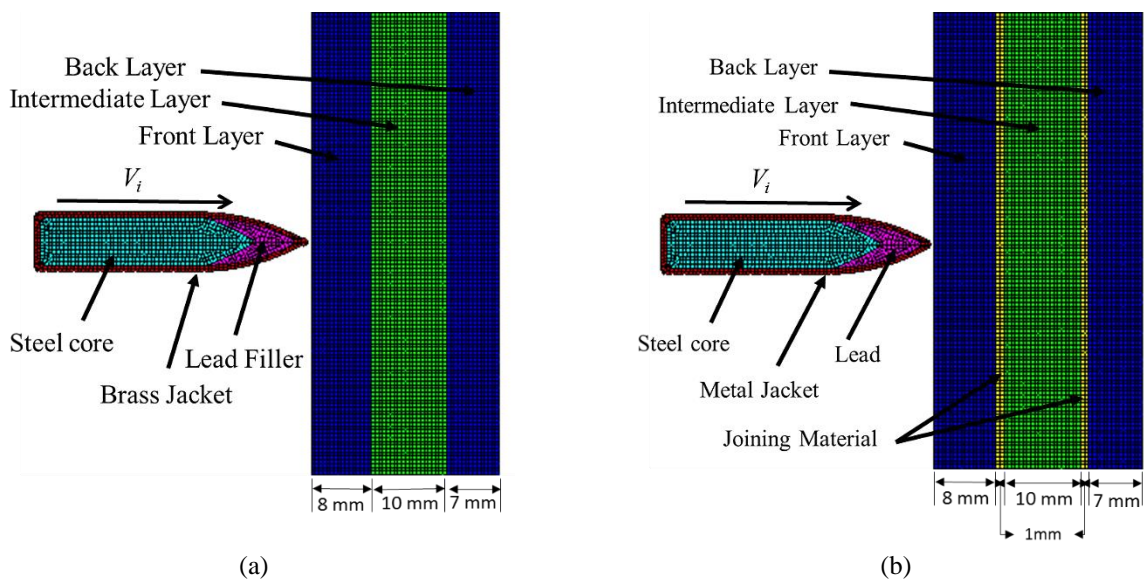 Back Layer
Intermediate Layer
Front Layer
V_i
Steel core
Lead Filler
Brass Jacket
8 mm
10 mm
7 mm
(a)
Back Layer
Intermediate Layer
Front Layer
V_i
Steel core
Lead
Metal Jacket
Joining Material
8 mm
10 mm
7 mm
1mm
(b)